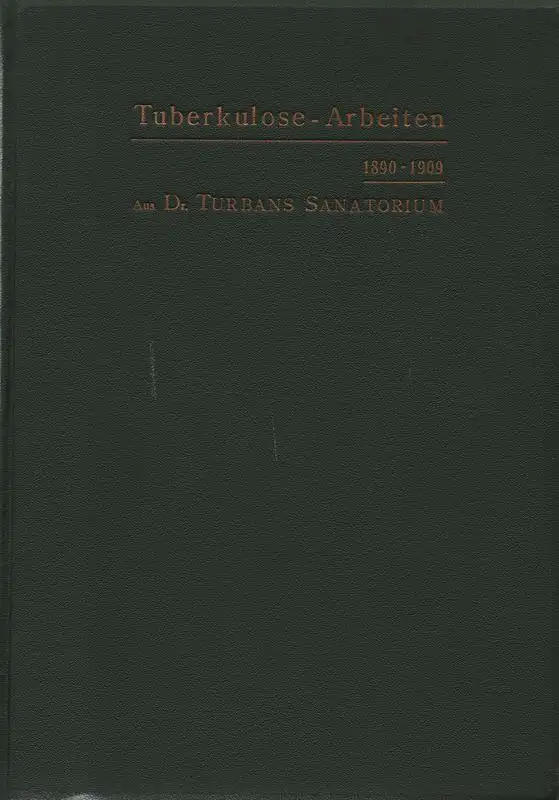 Tuberkulose-Arbeiten
1890-1909
Aus Dr. TURBANS SANATORIUM